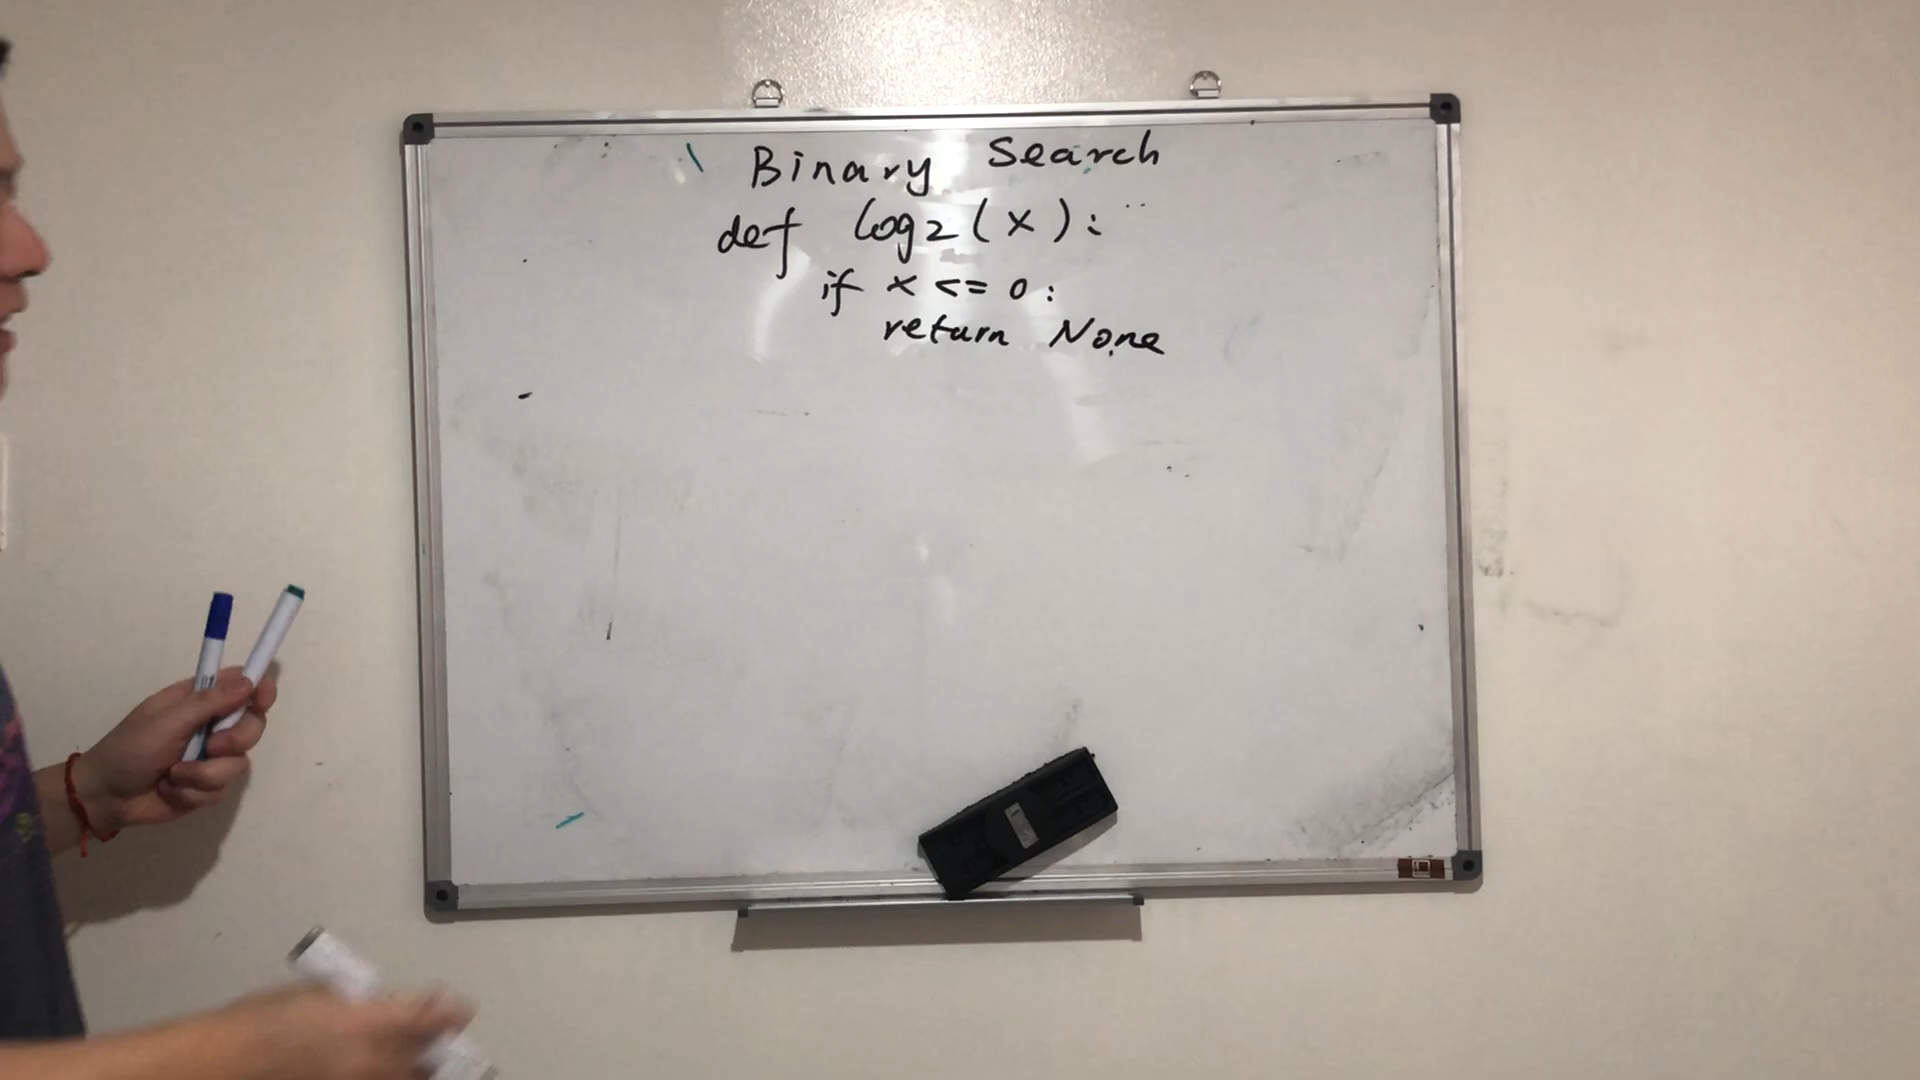 Binary Search
def log2(x):
if x <= 0:
return None